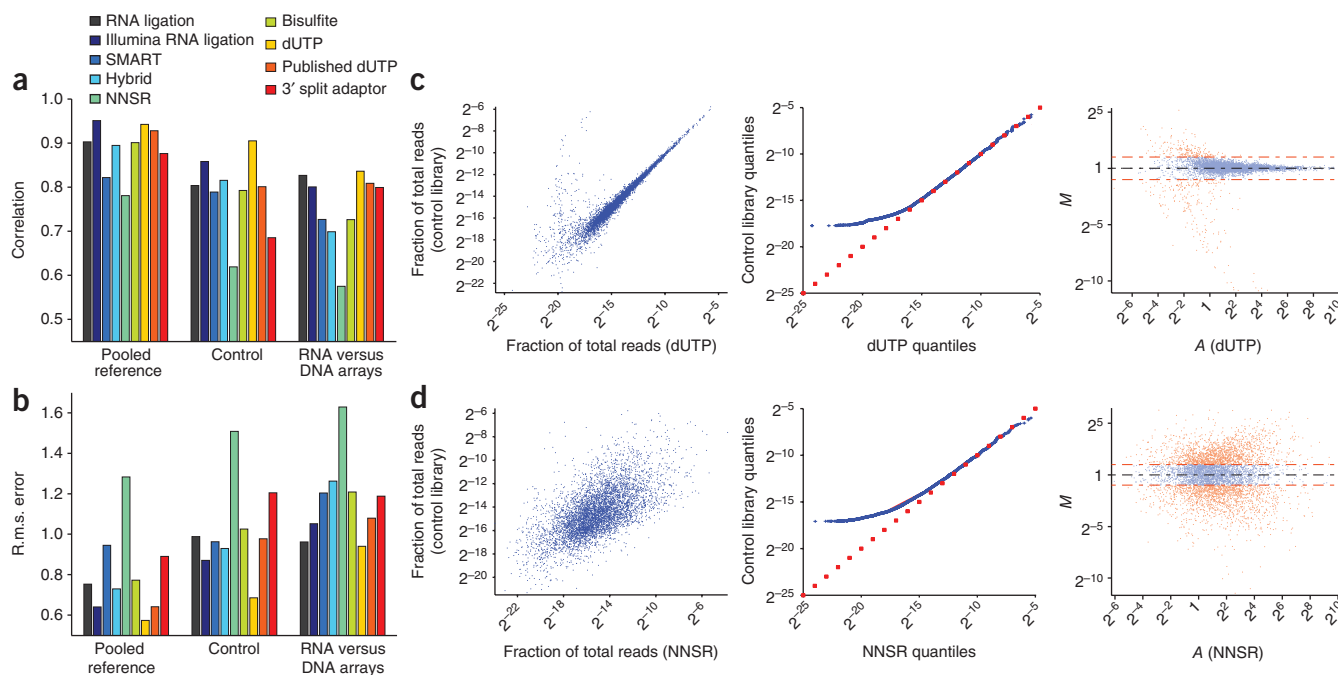 a
RNA ligation
Illumina RNA ligation
SMART
Hybrid
NNSR
Bisulfite
dUTP
Published dUTP
3′ split adaptor
Correlation
1.0
0.9
0.8
0.7
0.6
0.5
Pooled
reference
Control
RNA versus
DNA arrays
b
R.m.s. error
1.6
1.4
1.2
1.0
0.8
0.6
Pooled
reference
Control
RNA versus
DNA arrays
c
Fraction of total reads
(control library)
2⁻⁶
2⁻⁸
2⁻¹⁰
2⁻¹²
2⁻¹⁴
2⁻¹⁶
2⁻¹⁸
2⁻²⁰
2⁻²²
2⁻²⁵
2⁻²⁰
2⁻¹⁵
2⁻¹⁰
2⁻⁵
Fraction of total reads (dUTP)
Control library quantiles
2⁻⁵
2⁻¹⁰
2⁻¹⁵
2⁻²⁰
2⁻²⁵
2⁻²⁵
2⁻²⁰
2⁻¹⁵
2⁻¹⁰
2⁻⁵
dUTP quantiles
M
2⁵
1
2⁻⁵
2⁻¹⁰
2⁻⁶
2⁻⁴
2⁻²
1
2²
2⁴
2⁶
2⁸
2¹⁰
A (dUTP)
d
Fraction of total reads
(control library)
2⁻⁶
2⁻⁸
2⁻¹⁰
2⁻¹²
2⁻¹⁴
2⁻¹⁶
2⁻¹⁸
2⁻²⁰
2⁻²²
2⁻¹⁸
2⁻¹⁴
2⁻¹⁰
2⁻⁶
Fraction of total reads (NNSR)
Control library quantiles
2⁻⁵
2⁻¹⁰
2⁻¹⁵
2⁻²⁰
2⁻²⁵
2⁻²⁵
2⁻²⁰
2⁻¹⁵
2⁻¹⁰
2⁻⁵
NNSR quantiles
M
2⁵
1
2⁻⁵
2⁻¹⁰
2⁻⁶
2⁻⁴
2⁻²
1
2²
2⁴
2⁶
2⁸
2¹⁰
A (NNSR)